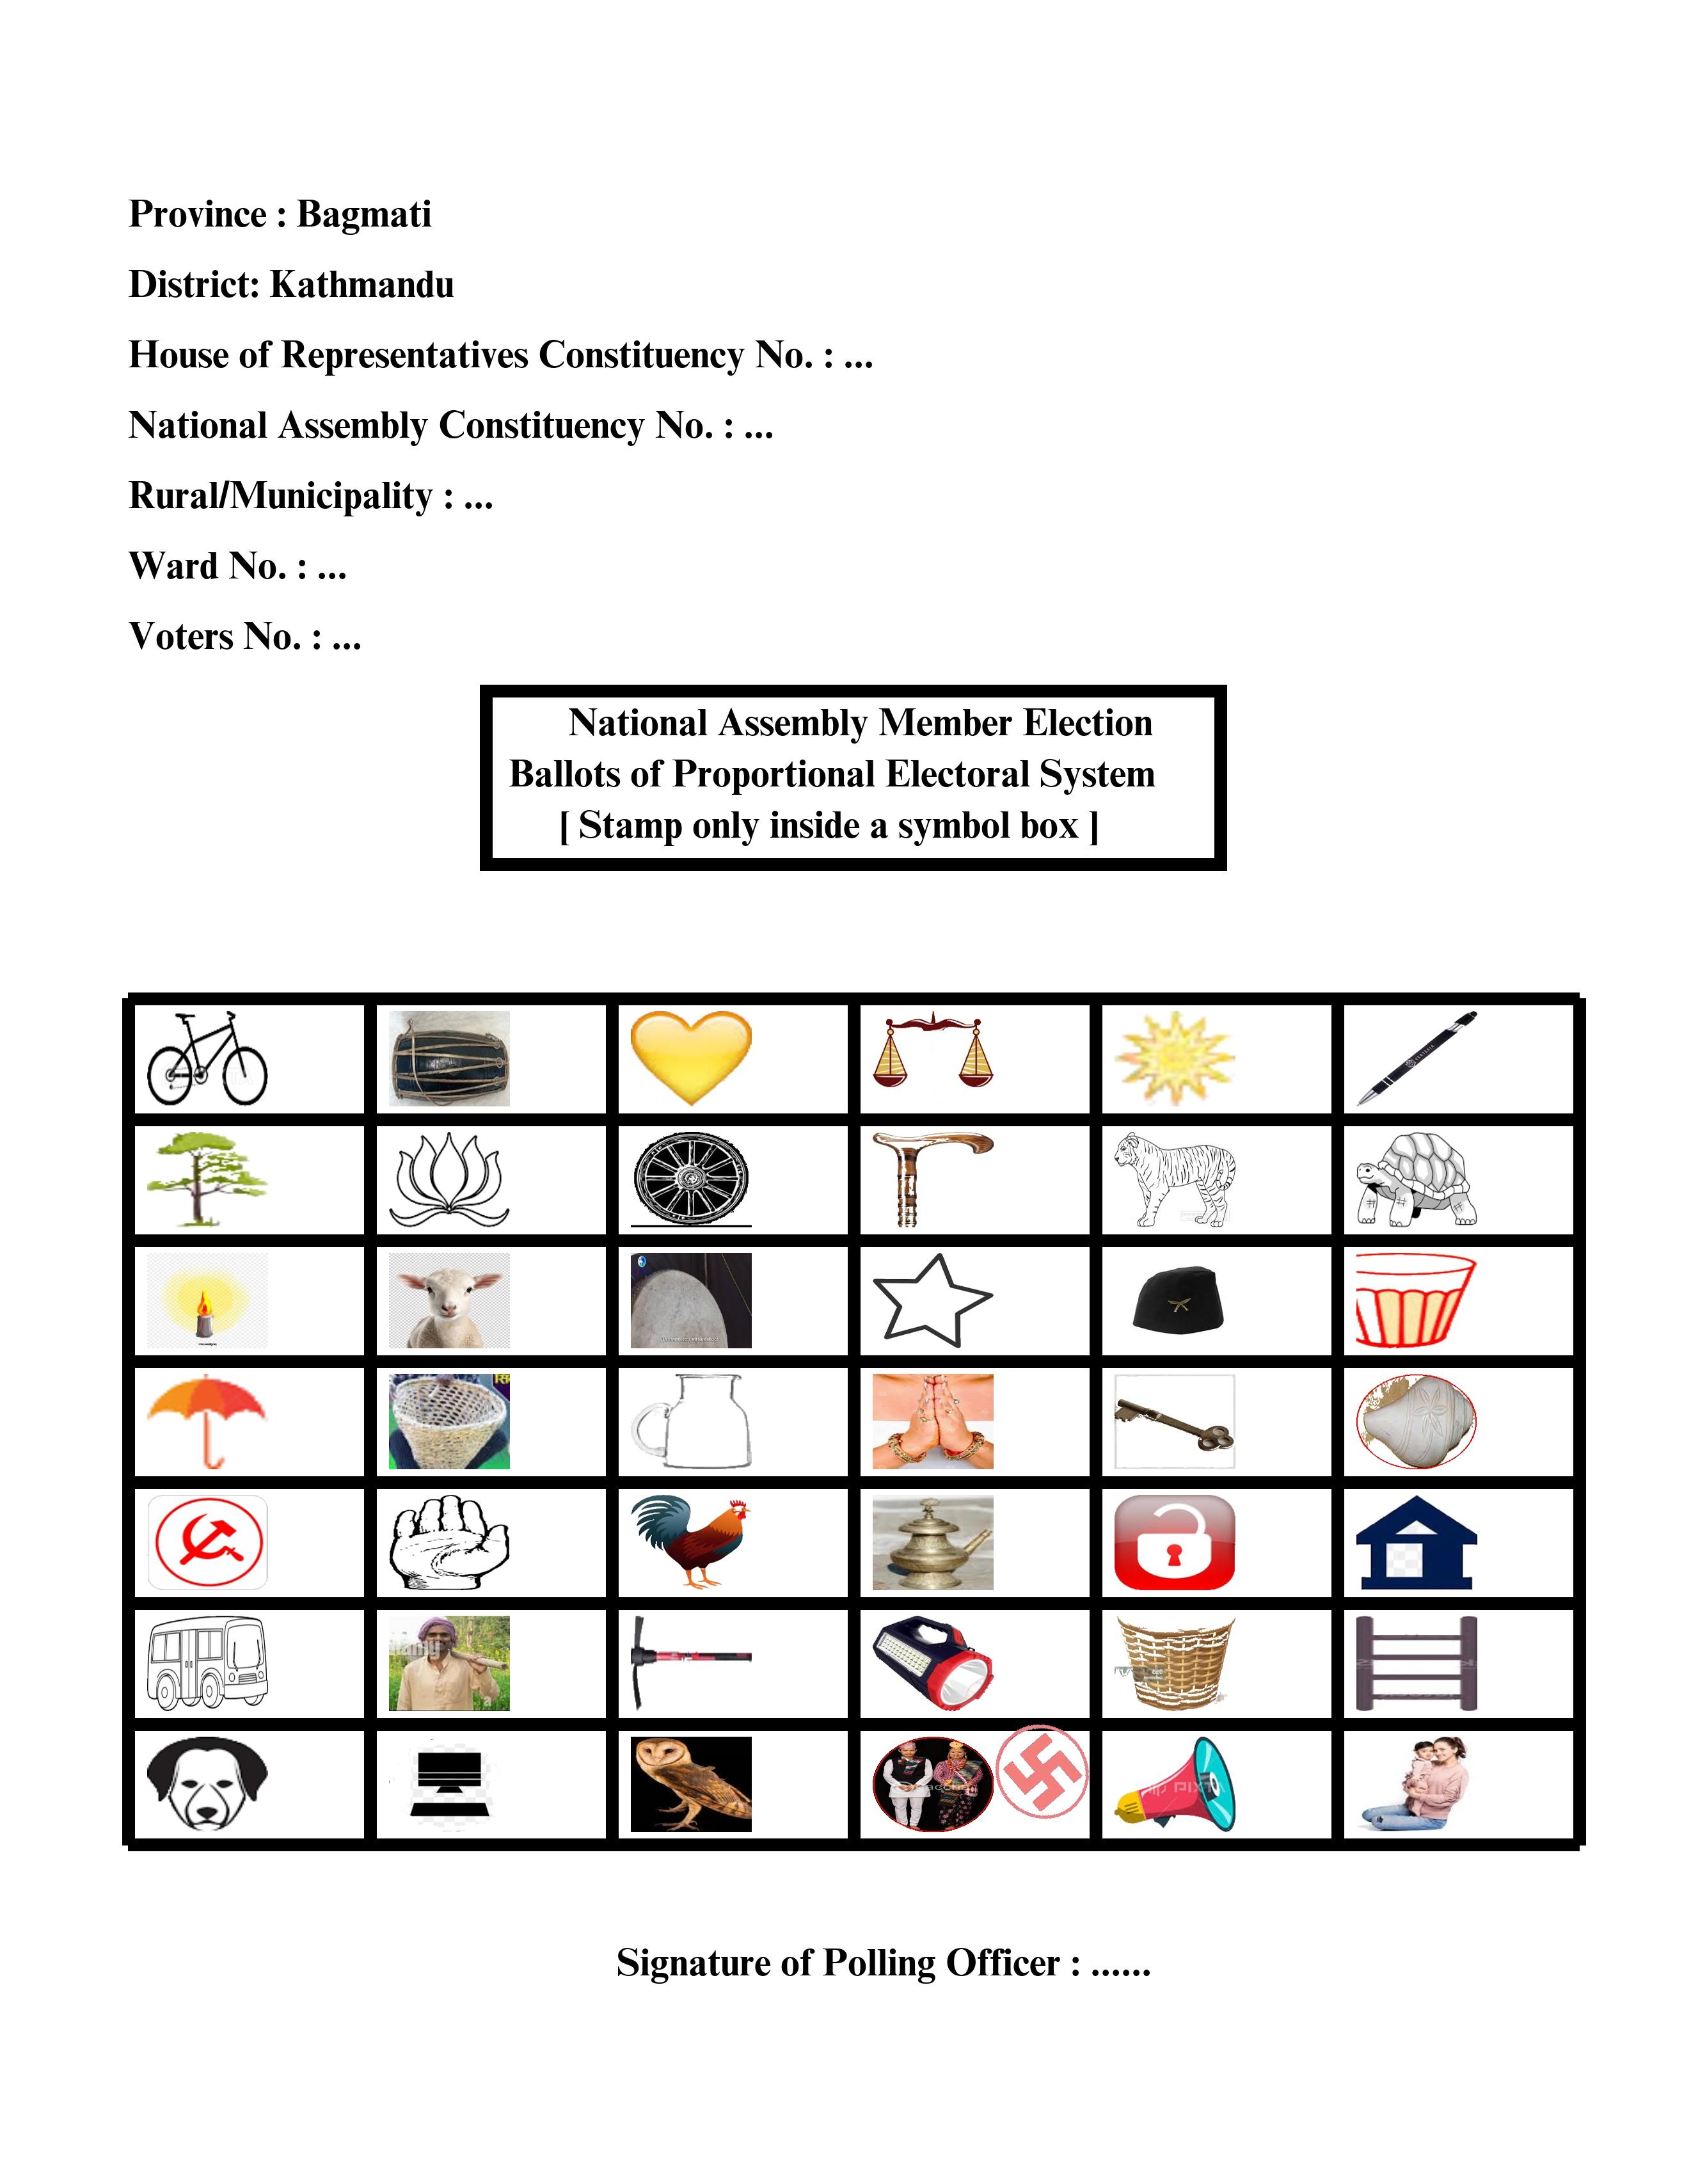 Province : Bagmati
District: Kathmandu
House of Representatives Constituency No. : ...
National Assembly Constituency No. : ...
Rural/Municipality : ...
Ward No. : ...
Voters No. : ...
National Assembly Member Election
Ballots of Proportional Electoral System
[ Stamp only inside a symbol box ]
Signature of Polling Officer : ......